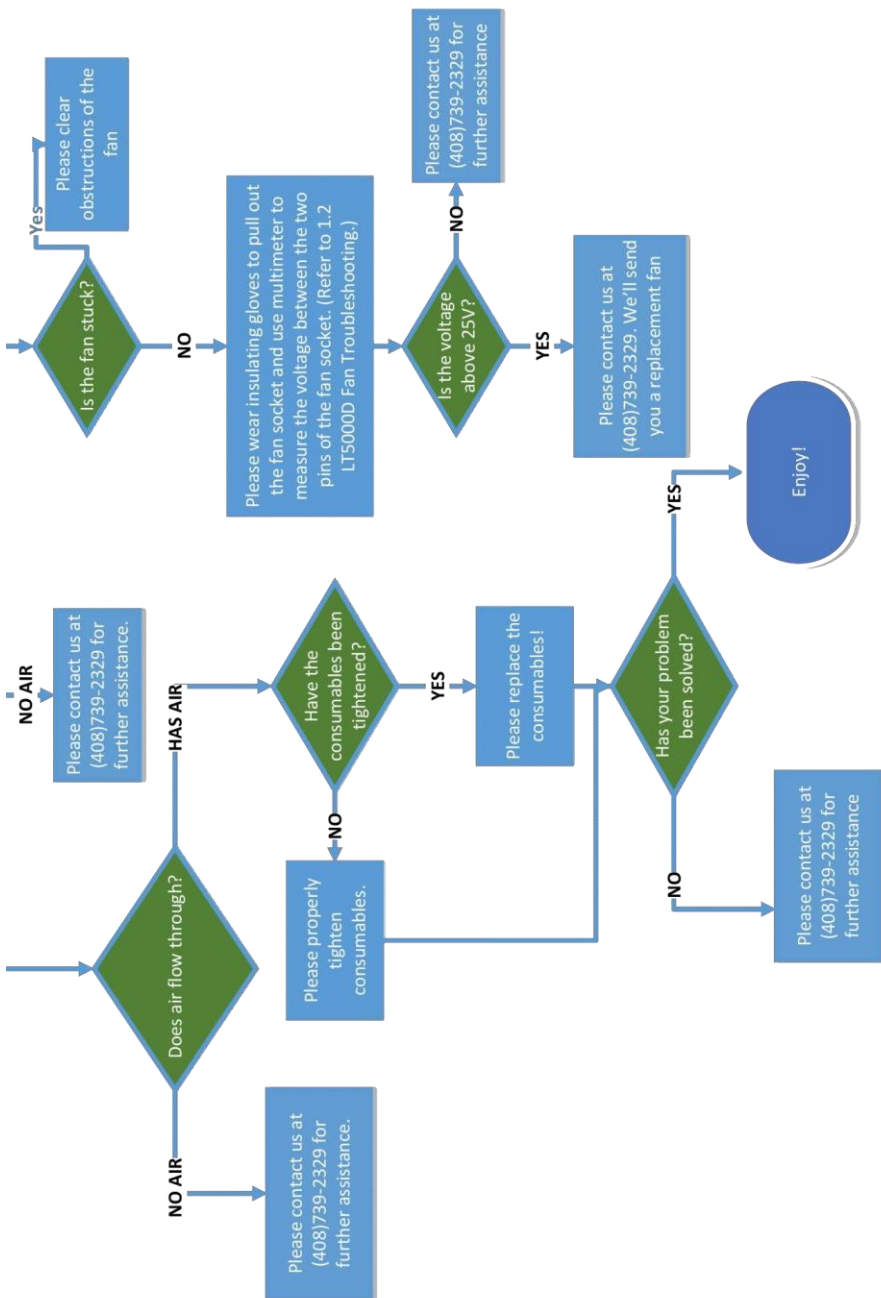 NO AIR
Please contact us at
(408)739-2329 for
further assistance.
Does air flow through?
NO AIR
HAS AIR
Please contact us at
(408)739-2329 for
further assistance.
Have the
consumables been
tightened?
NO
YES
Please properly
tighten
consumables.
Please replace the
consumables!
Has your problem
been solved?
NO
YES
Please contact us at
(408)739-2329 for
further assistance
Enjoy!
Is the fan stuck?
Yes
NO
Please clear
obstructions of the
fan
Please wear insulating gloves to pull out
the fan socket and use multimeter to
measure the voltage between the two
pins of the fan socket. (Refer to 1.2
LT5000D Fan Troubleshooting.)
Is the voltage
above 25V?
NO
YES
Please contact us at
(408)739-2329 for
further assistance
Please contact us at
(408)739-2329. We'll send
you a replacement fan